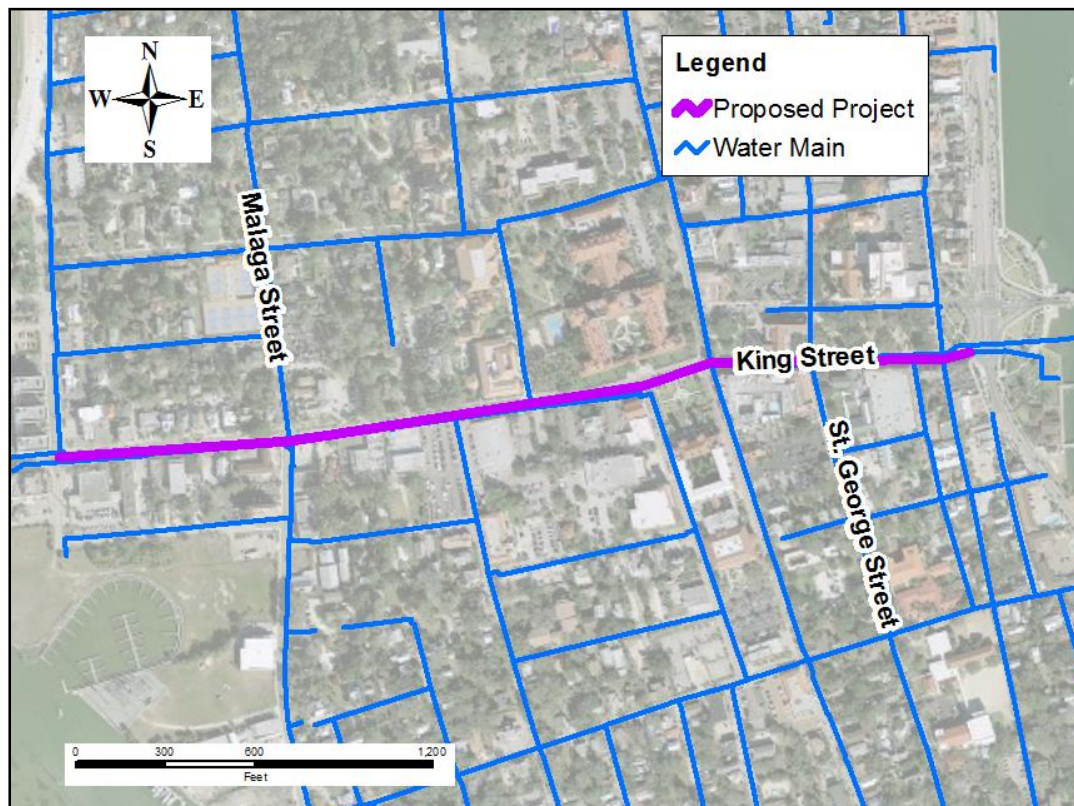 N
W E
S
Legend
Proposed Project
Water Main
Malaga Street
King Street
St. George Street
0 300 600 1,200
Feet